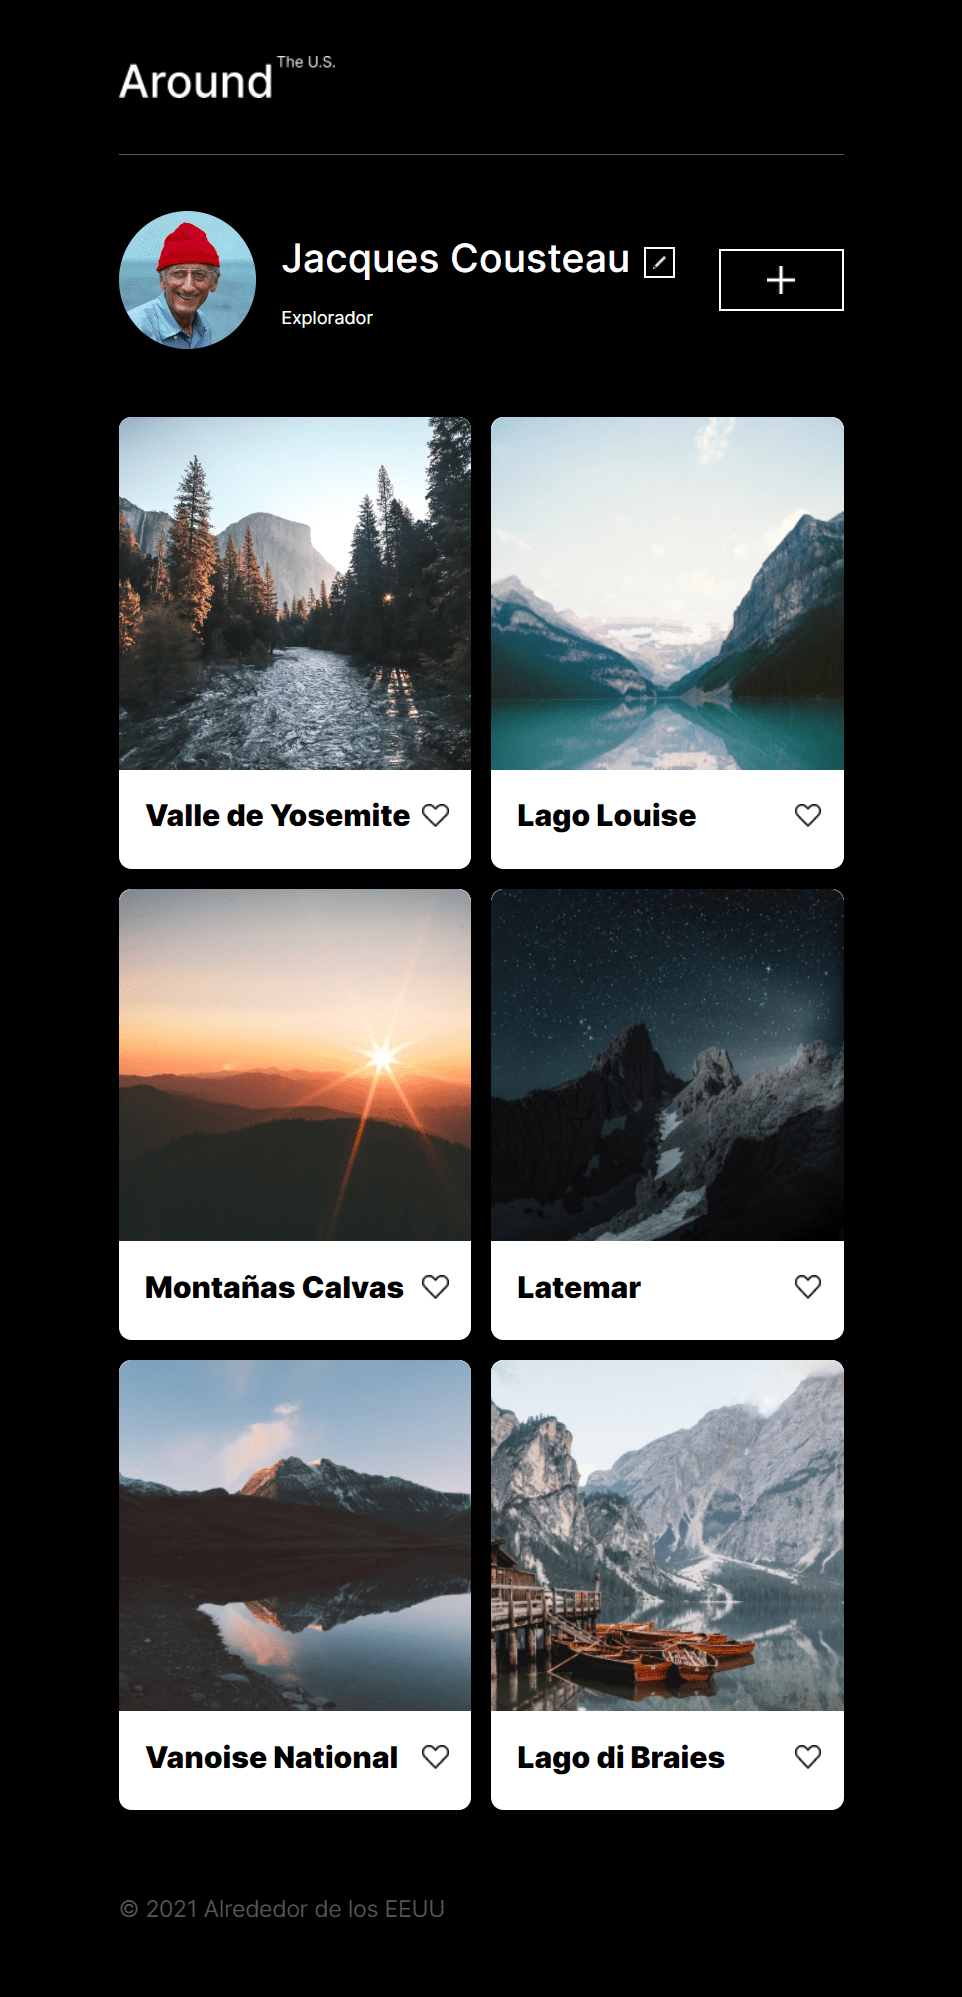 Around The U.S.
Jacques Cousteau
Explorador
Valle de Yosemite
Lago Louise
Montañas Calvas
Latemar
Vanoise National
Lago di Braies
© 2021 Alrededor de los EEUU